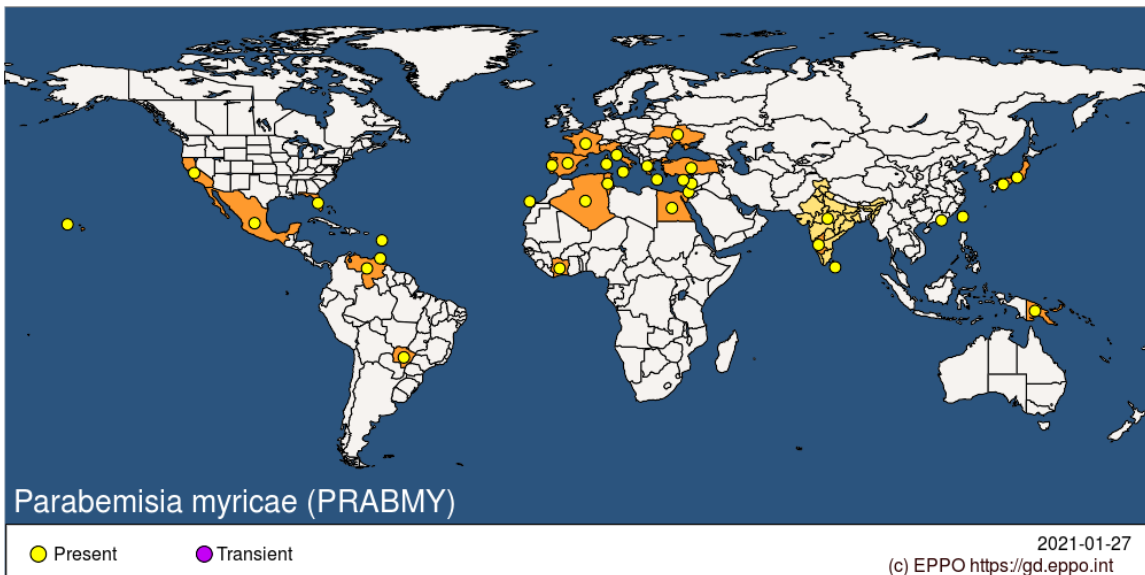 Parabemisia myricae (PRABMY)
Present
Transient
2021-01-27
(c) EPPO https://gd.eppo.int